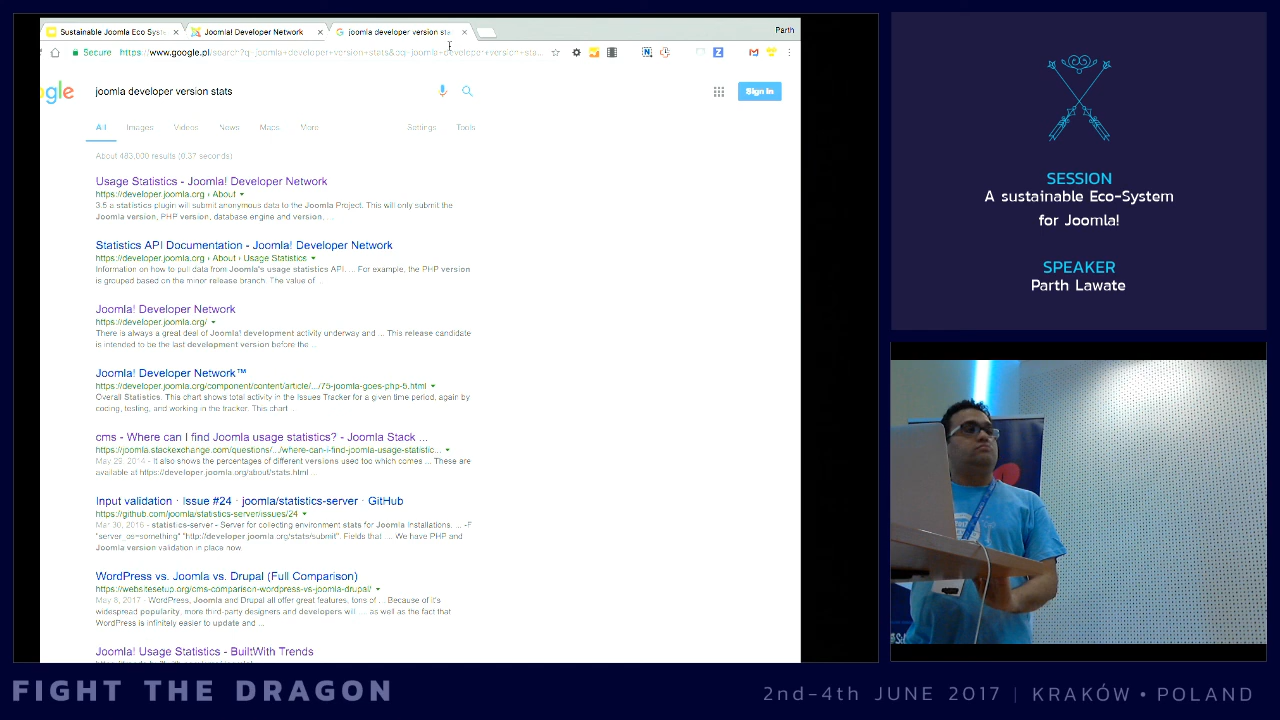 Sustainable Joomla Eco Syst
Joomla! Developer Network
joomla developer version sta
Parth
Secure
https://www.google.pl/search?q=joomla+developer+version+stats&oq=joomla+developer+version+sta...
gle
joomla developer version stats
Sign in
All
Images
Videos
News
Maps
More
Settings
Tools
About 483,000 results (0.37 seconds)
Usage Statistics - Joomla! Developer Network
https://developer.joomla.org › About
3.5 a statistics plugin will submit anonymous data to the Joomla Project. This will only submit the
Joomla version, PHP version, database engine and version, ...
Statistics API Documentation - Joomla! Developer Network
https://developer.joomla.org › About › Usage Statistics
Information on how to pull data from Joomla's usage statistics API. ... For example, the PHP version
is grouped based on the minor release branch. The value of ...
Joomla! Developer Network
https://developer.joomla.org/
There is always a great deal of Joomla! development activity underway and ... This release candidate
is intended to be the last development version before the ...
Joomla! Developer Network™
https://developer.joomla.org/component/content/article/.../75-joomla-goes-php-5.html
Overall Statistics. This chart shows total activity in the Issues Tracker for a given time period, again by
coding, testing, and working in the tracker. This chart ...
cms - Where can I find Joomla usage statistics? - Joomla Stack ...
https://joomla.stackexchange.com/questions/.../where-can-i-find-joomla-usage-statistic...
May 29, 2014 - It also shows the percentages of different versions used too which comes ... These are
available at https://developer.joomla.org/about/stats.html ...
Input validation · Issue #24 · joomla/statistics-server · GitHub
https://github.com/joomla/statistics-server/issues/24
Mar 30, 2016 - statistics-server - Server for collecting environment stats for Joomla Installations. ... -F
"server_os=something" "http://developer.joomla.org/stats/submit". Fields that ... We have PHP and
Joomla version validation in place now.
WordPress vs. Joomla vs. Drupal (Full Comparison)
https://websitesetup.org/cms-comparison-wordpress-vs-joomla-drupal/
May 8, 2017 - WordPress, Joomla and Drupal all offer great features, tons of ... Because of it's
widespread popularity, more third-party designers and developers will ... as well as the fact that
WordPress is infinitely easier to update and ...
Joomla! Usage Statistics - BuiltWith Trends
SESSION
A sustainable Eco-System
for Joomla!
SPEAKER
Parth Lawate
FIGHT THE DRAGON
2nd-4th JUNE 2017 | KRAKÓW • POLAND